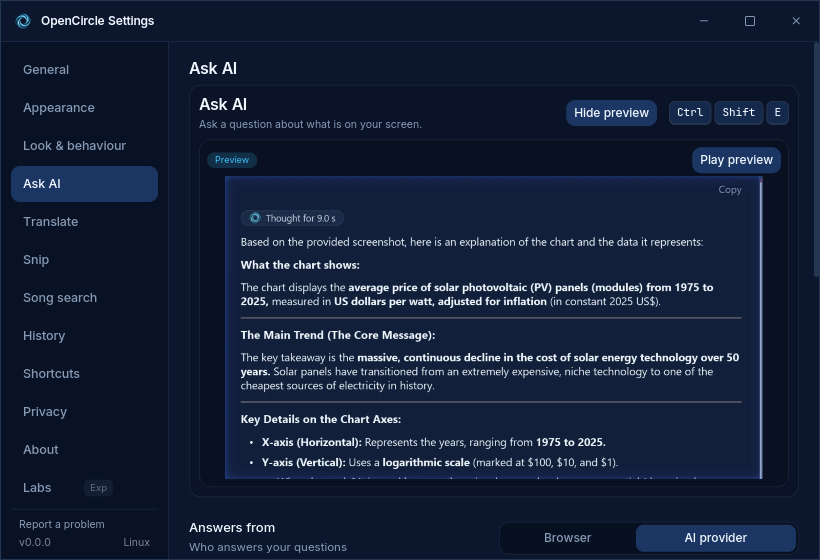 OpenCircle Settings
General
Appearance
Look & behaviour
Ask AI
Translate
Snip
Song search
History
Shortcuts
Privacy
About
Labs Exp
Report a problem
v0.0.0 Linux
Ask AI
Ask AI
Ask a question about what is on your screen.
Hide preview Ctrl Shift E
Preview
Play preview
Copy
Thought for 9.0 s
Based on the provided screenshot, here is an explanation of the chart and the data it represents:
What the chart shows:
The chart displays the average price of solar photovoltaic (PV) panels (modules) from 1975 to
2025, measured in US dollars per watt, adjusted for inflation (in constant 2025 US$).
The Main Trend (The Core Message):
The key takeaway is the massive, continuous decline in the cost of solar energy technology over 50
years. Solar panels have transitioned from an extremely expensive, niche technology to one of the
cheapest sources of electricity in history.
Key Details on the Chart Axes:
• X-axis (Horizontal): Represents the years, ranging from 1975 to 2025.
• Y-axis (Vertical): Uses a logarithmic scale (marked at $100, $10, and $1).
Answers from
Who answers your questions
Browser AI provider